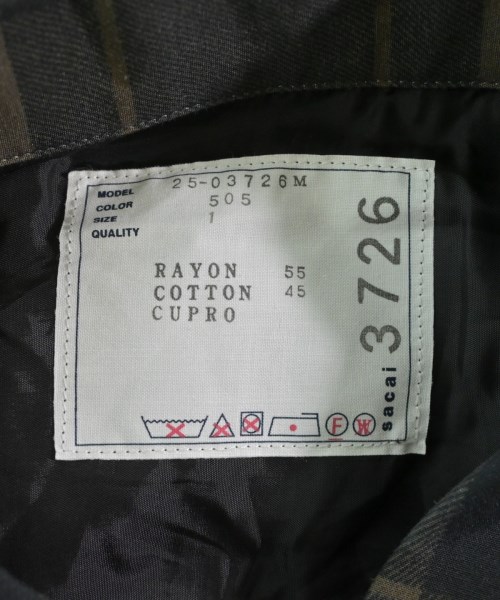 MODEL 25-03726M
COLOR 505
SIZE 1
QUALITY
RAYON 55
COTTON 45
CUPRO
F
W
sacai 3726